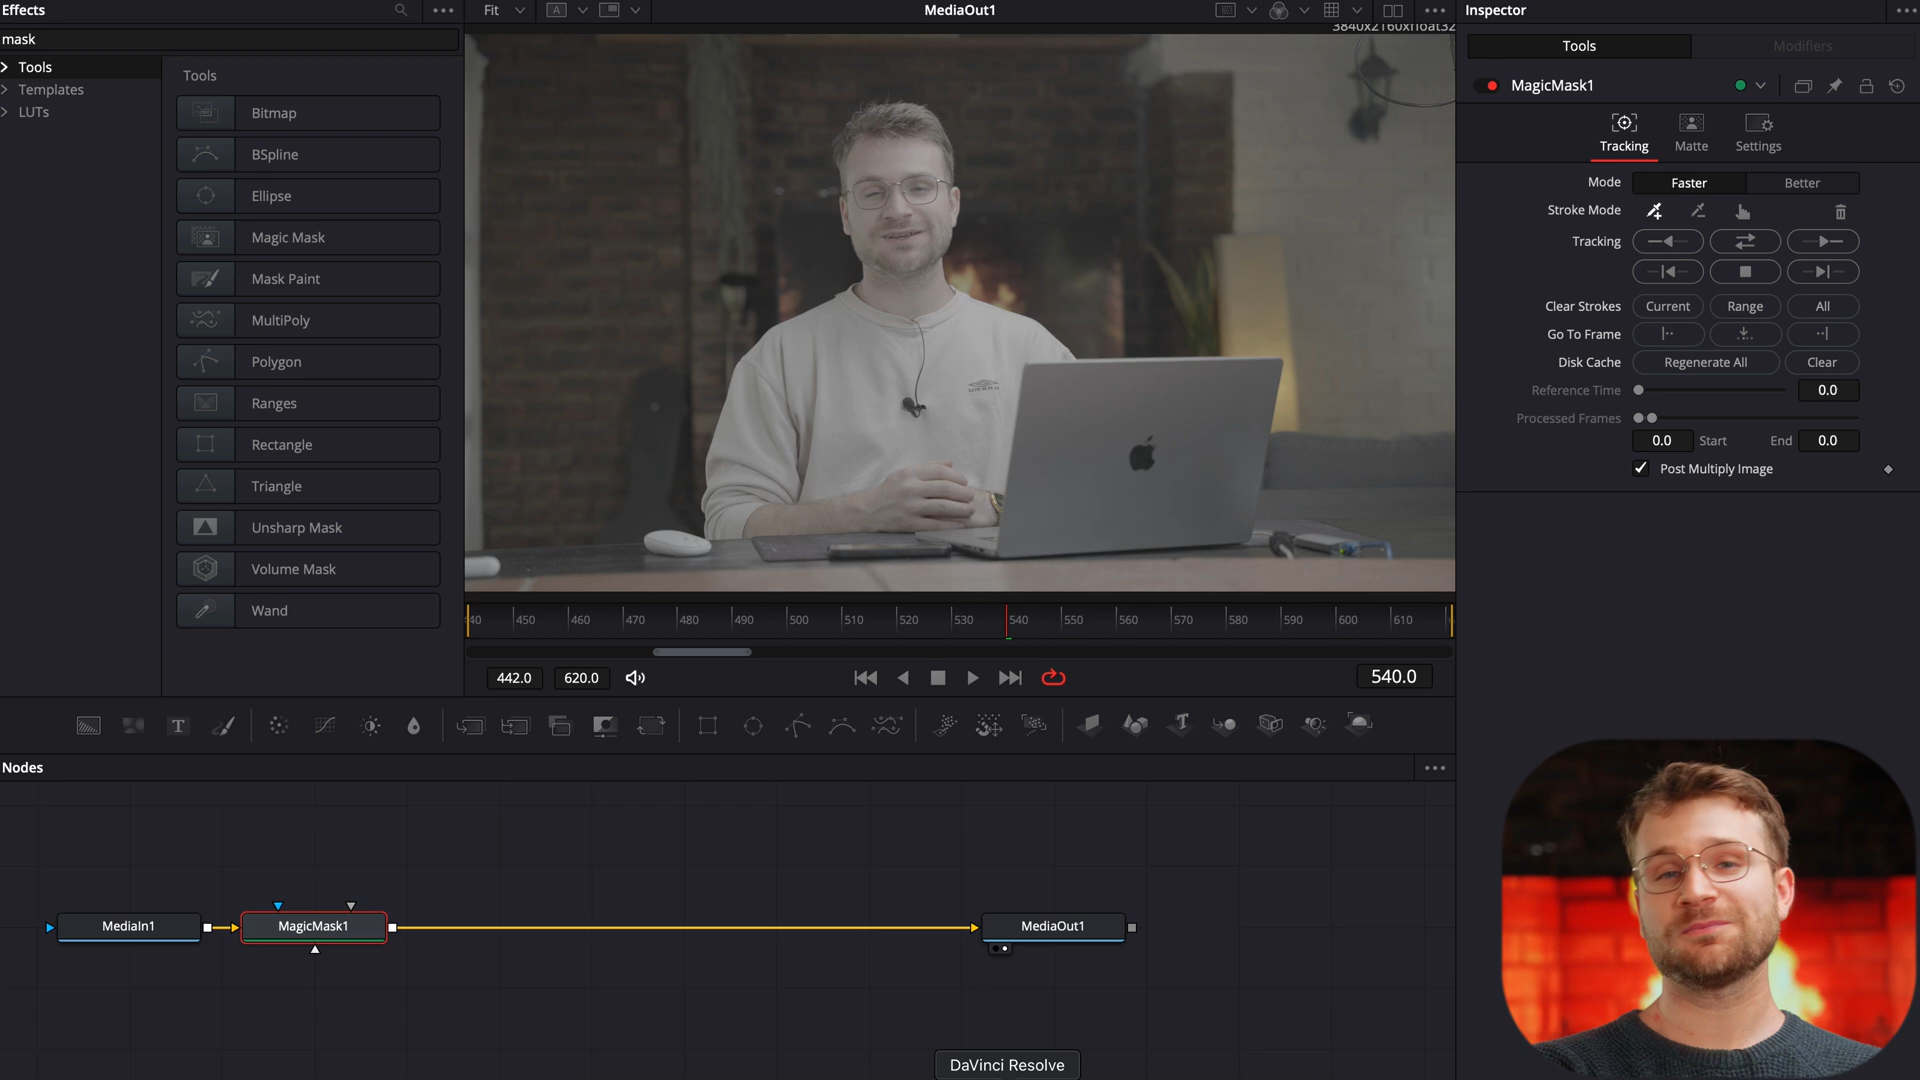 Effects
Fit
A
MediaOut1
Inspector
3840x2160xfloat32
mask
Tools
Modifiers
Tools
Templates
LUTs
Tools
Bitmap
BSpline
Ellipse
Magic Mask
Mask Paint
MultiPoly
Polygon
Ranges
Rectangle
Triangle
Unsharp Mask
Volume Mask
Wand
MagicMask1
Tracking
Matte
Settings
Mode
Faster
Better
Stroke Mode
Tracking
Clear Strokes
Current
Range
All
Go To Frame
Disk Cache
Regenerate All
Clear
Reference Time
0.0
Processed Frames
0.0
Start
End
0.0
Post Multiply Image
UMBRO
40 450 460 470 480 490 500 510 520 530 540 550 560 570 580 590 600 610
442.0
620.0
540.0
T
Nodes
MediaIn1
MagicMask1
MediaOut1
DaVinci Resolve